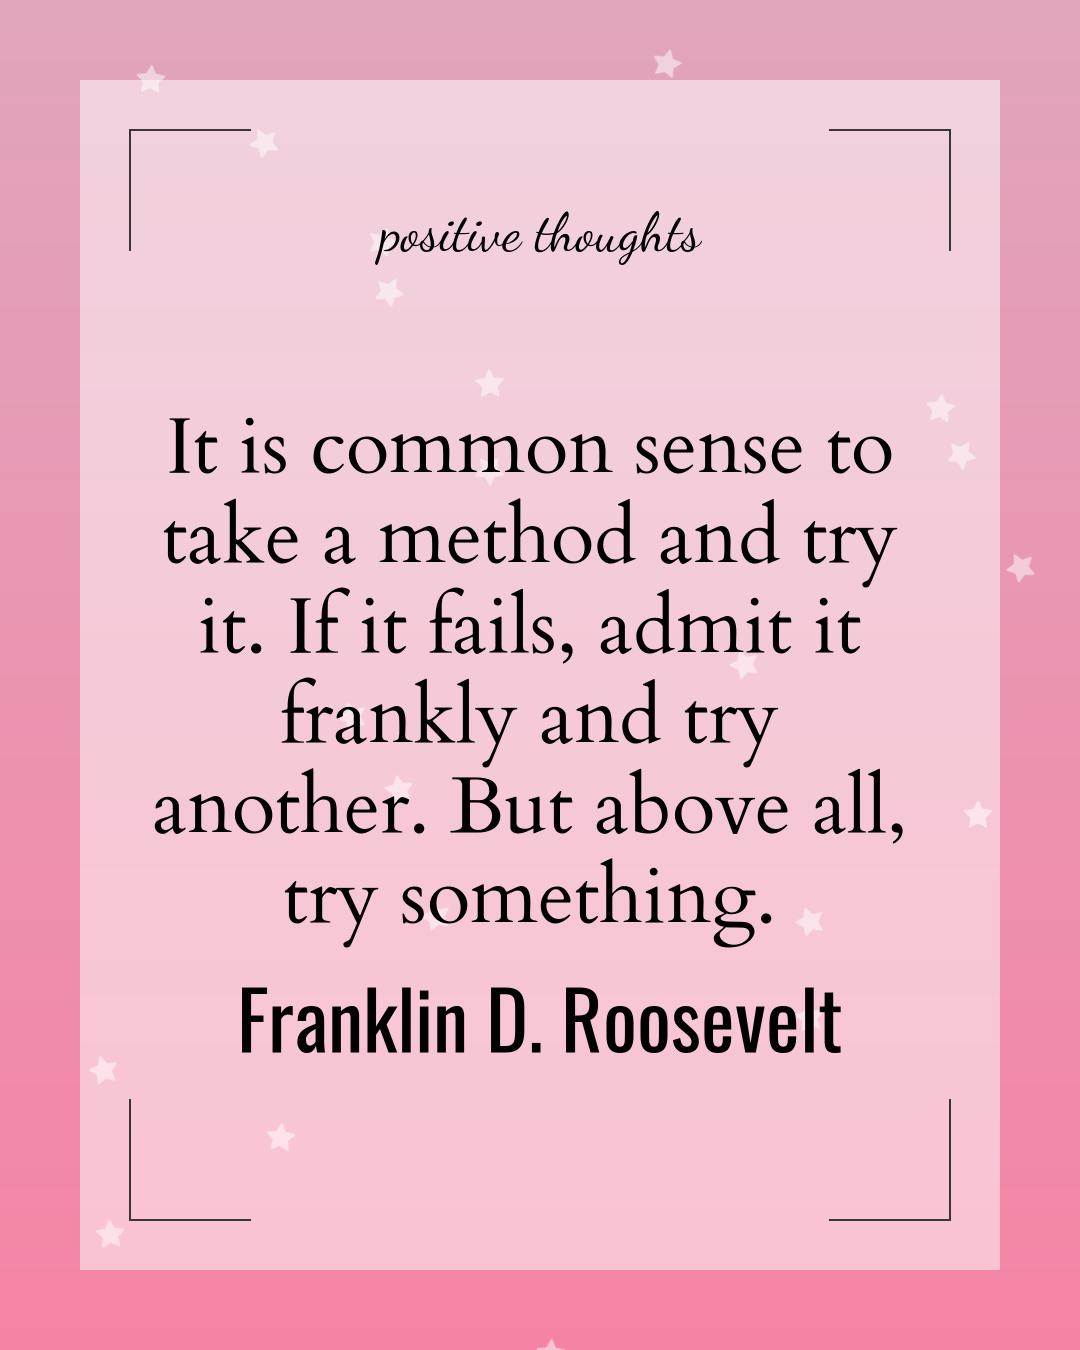 positive thoughts
It is common sense to
take a method and try
it. If it fails, admit it
frankly and try
another. But above all,
try something.
Franklin D. Roosevelt